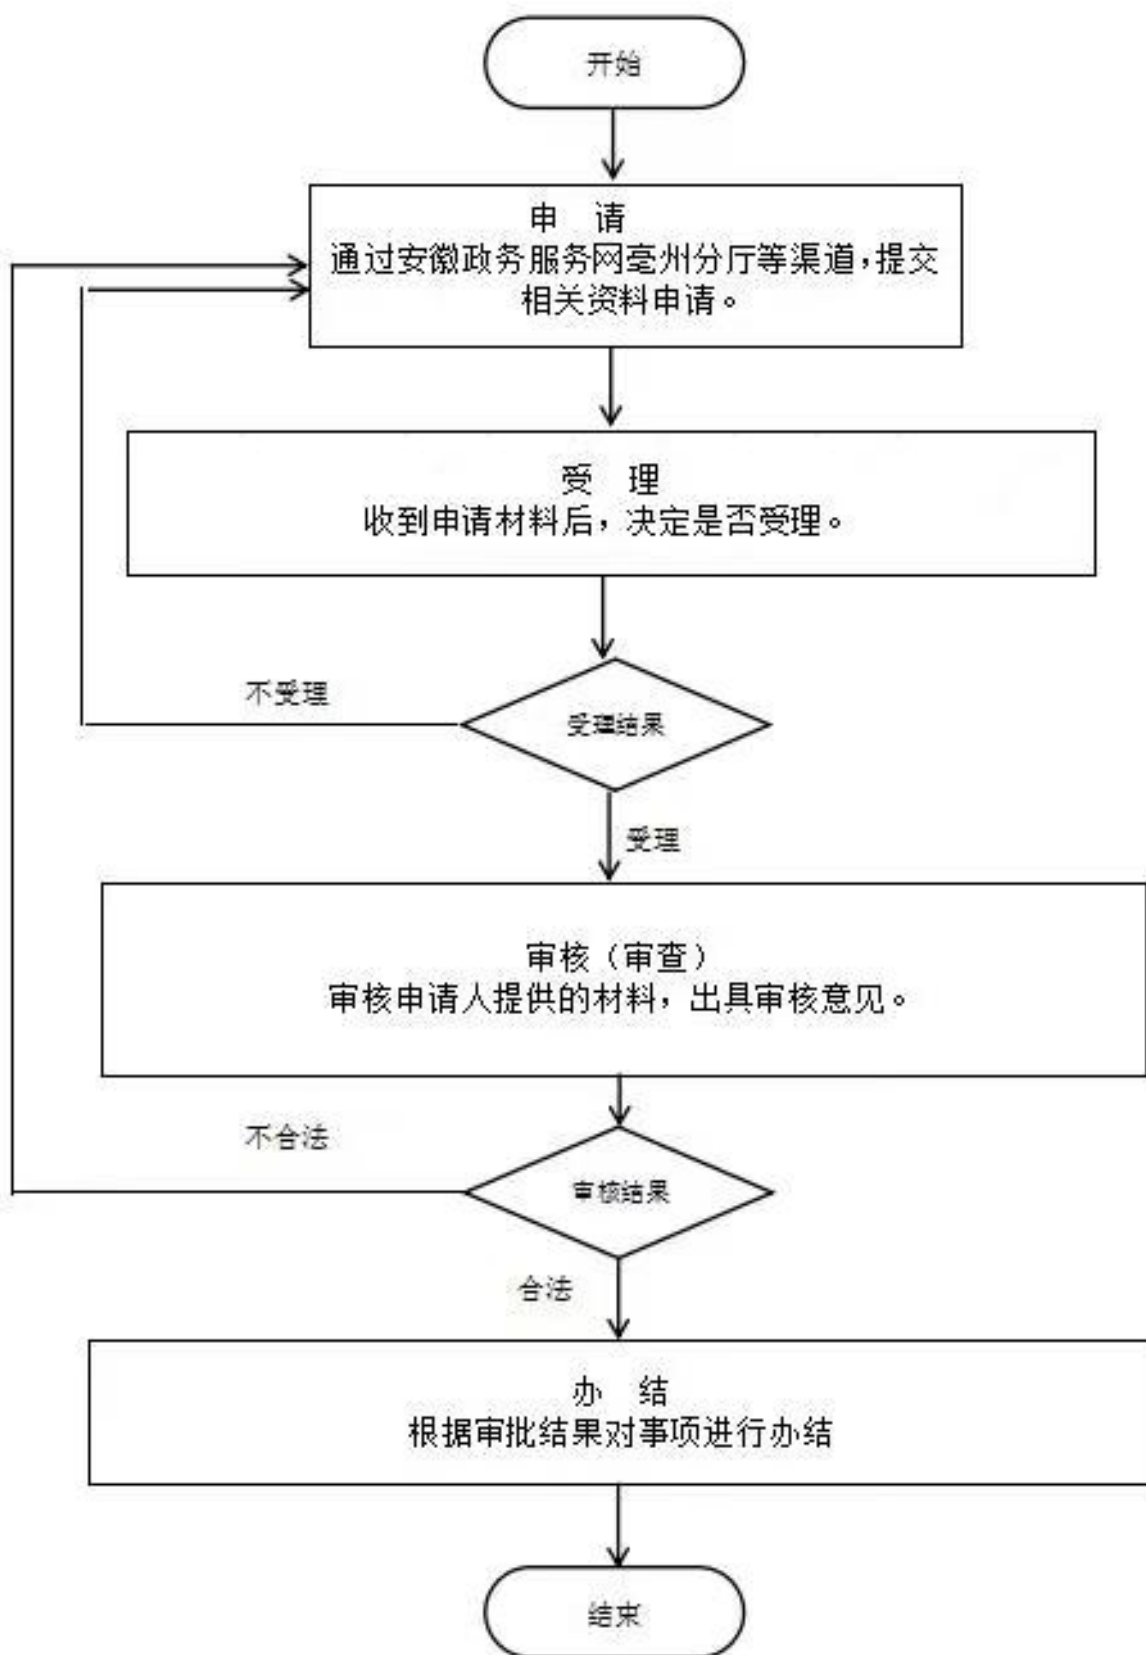 开始
申 请
通过安徽政务服务网亳州分厅等渠道,提交
相关资料申请。
受 理
收到申请材料后，决定是否受理。
不受理
受理结果
受理
审核（审查）
审核申请人提供的材料，出具审核意见。
不合法
审核结果
合法
办 结
根据审批结果对事项进行办结
结束